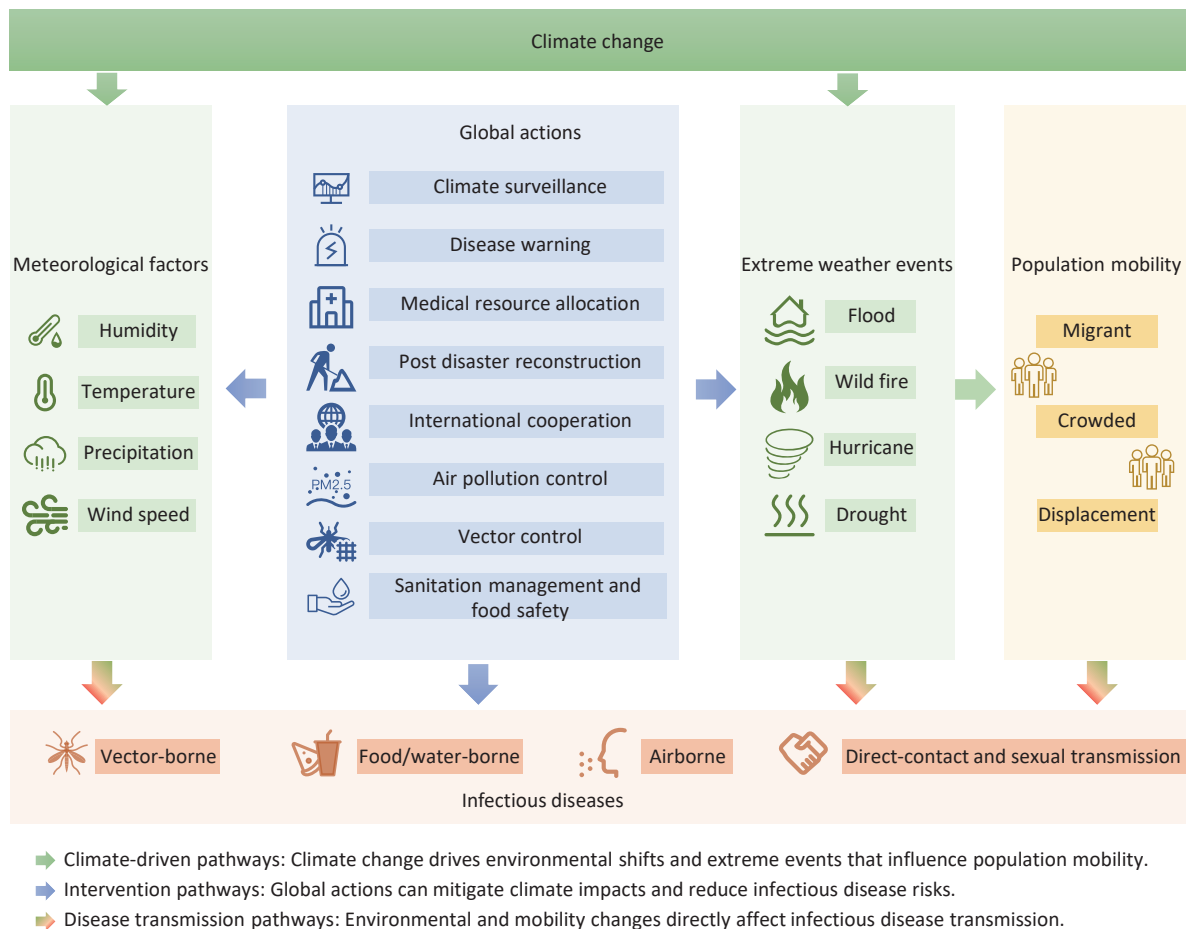 Climate change
Meteorological factors
Humidity
Temperature
Precipitation
Wind speed
Global actions
Climate surveillance
Disease warning
Medical resource allocation
Post disaster reconstruction
International cooperation
PM2.5
Air pollution control
Vector control
Sanitation management and
food safety
Extreme weather events
Flood
Wild fire
Hurricane
Drought
Population mobility
Migrant
Crowded
Displacement
Vector-borne
Food/water-borne
Airborne
Direct-contact and sexual transmission
Infectious diseases
Climate-driven pathways: Climate change drives environmental shifts and extreme events that influence population mobility.
Intervention pathways: Global actions can mitigate climate impacts and reduce infectious disease risks.
Disease transmission pathways: Environmental and mobility changes directly affect infectious disease transmission.